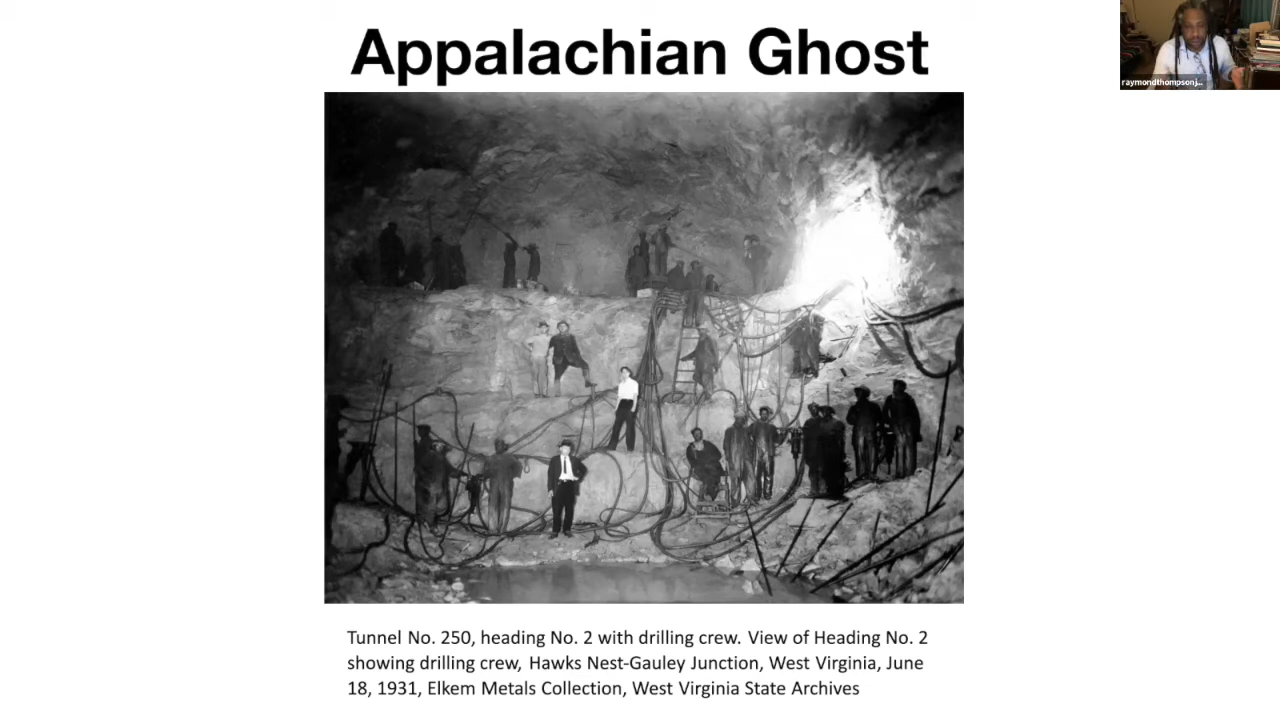 Appalachian Ghost
raymondthompsonj...
Tunnel No. 250, heading No. 2 with drilling crew. View of Heading No. 2
showing drilling crew, Hawks Nest-Gauley Junction, West Virginia, June
18, 1931, Elkem Metals Collection, West Virginia State Archives